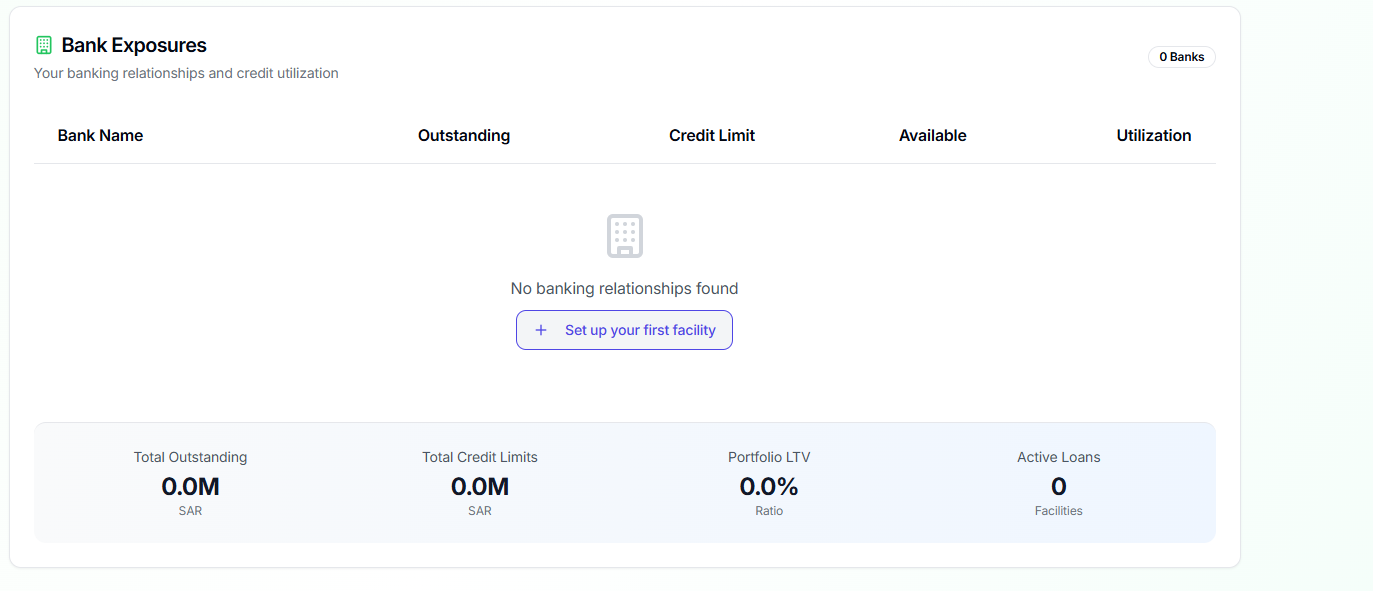 Bank Exposures
Your banking relationships and credit utilization
0 Banks
Bank Name Outstanding Credit Limit Available Utilization
No banking relationships found
+ Set up your first facility
Total Outstanding Total Credit Limits Portfolio LTV Active Loans
0.0M 0.0M 0.0% 0
SAR SAR Ratio Facilities